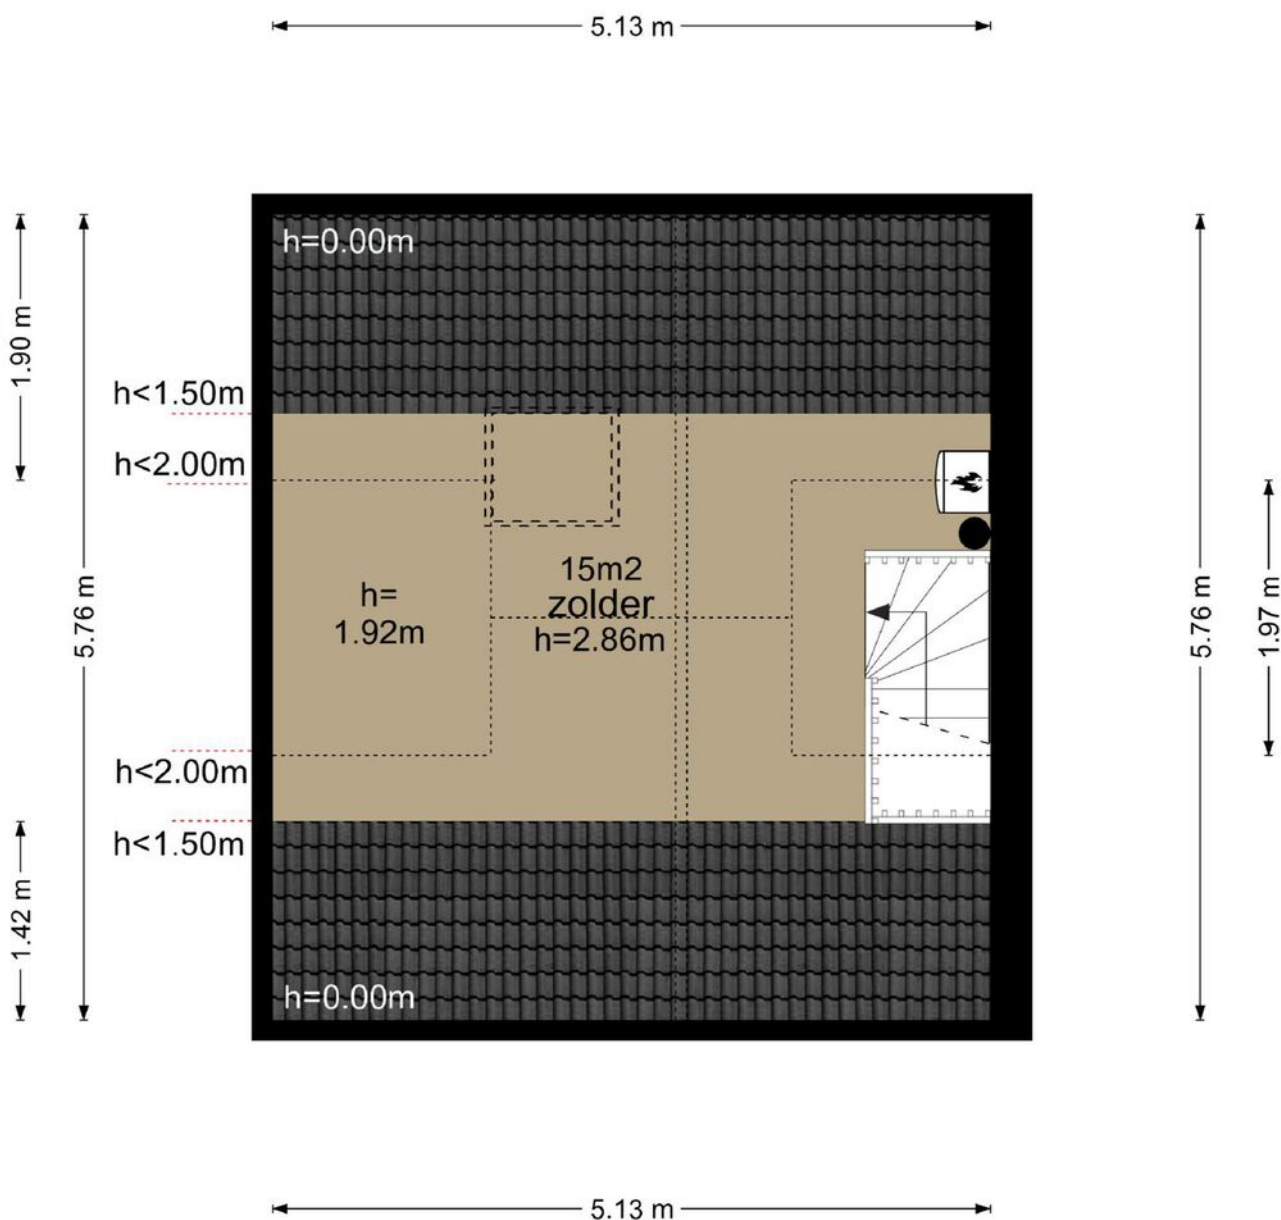 5.13 m
h=0.00m
1.90 m
h<1.50m
h<2.00m
5.76 m
h=
1.92m
15m2
zolder
h=2.86m
5.76 m
1.97 m
h<2.00m
h<1.50m
1.42 m
h=0.00m
5.13 m